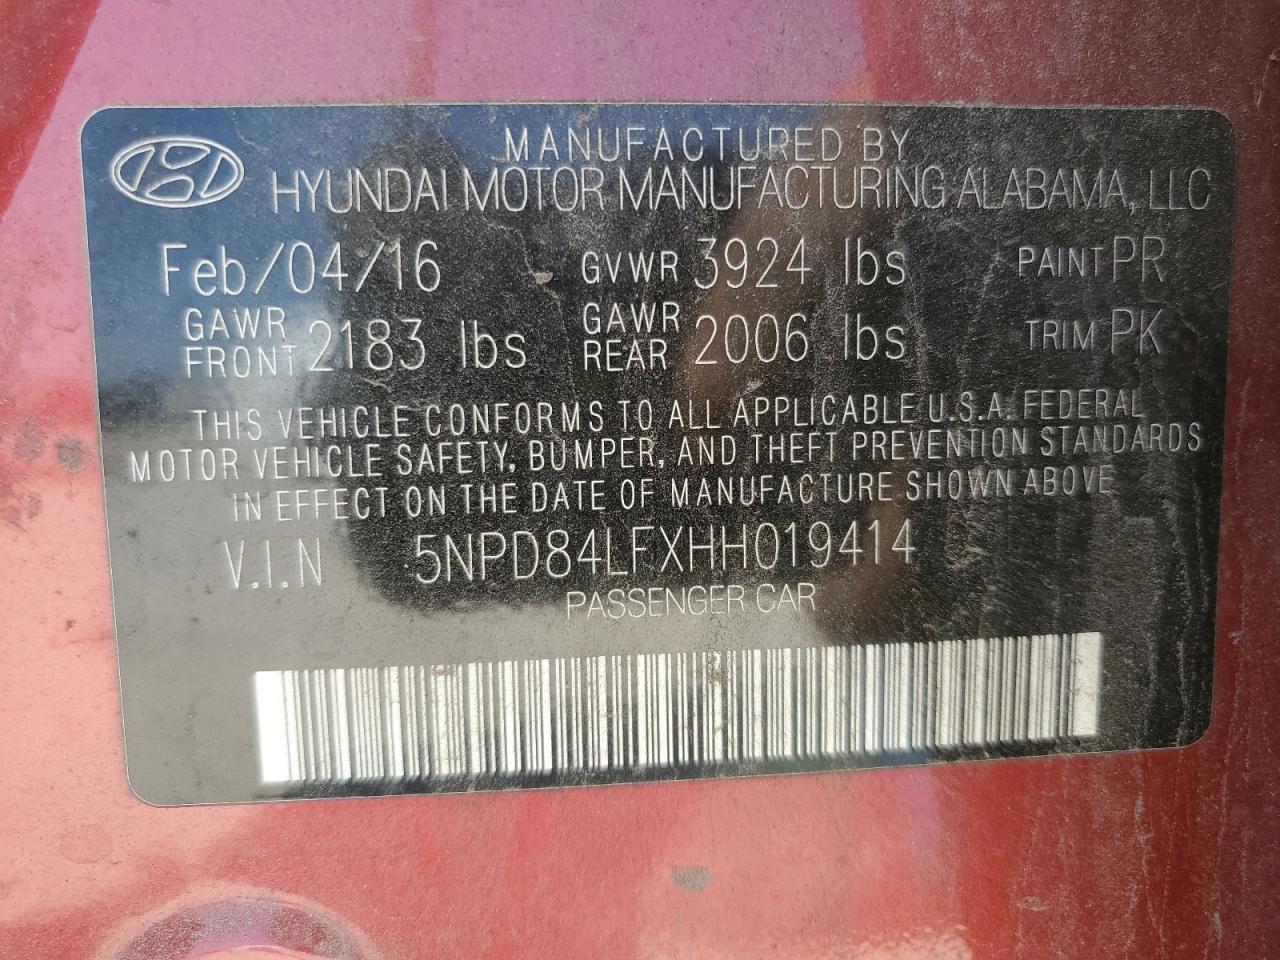 MANUFACTURED BY
HYUNDAI MOTOR MANUFACTURING ALABAMA, LLC
Feb/04/16 GVWR 3924 lbs PAINT PR
GAWR FRONT 2183 lbs GAWR REAR 2006 lbs TRIM PK
THIS VEHICLE CONFORMS TO ALL APPLICABLE U.S.A. FEDERAL
MOTOR VEHICLE SAFETY, BUMPER, AND THEFT PREVENTION STANDARDS
IN EFFECT ON THE DATE OF MANUFACTURE SHOWN ABOVE
V.I.N 5NPD84LFXHH019414
PASSENGER CAR